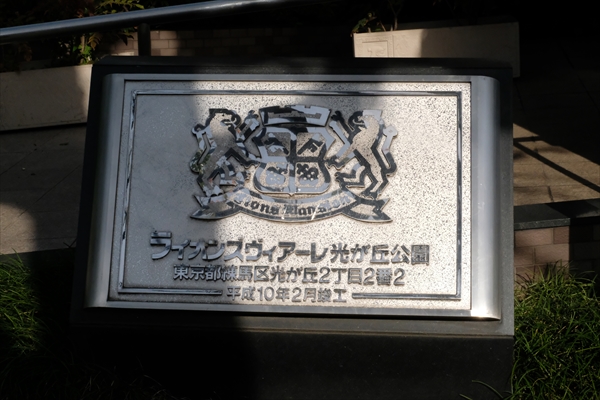 Lions Mansion
ライオンズヴィアーレ光が丘公園
東京都練馬区光が丘2丁目2番2
平成10年2月竣工